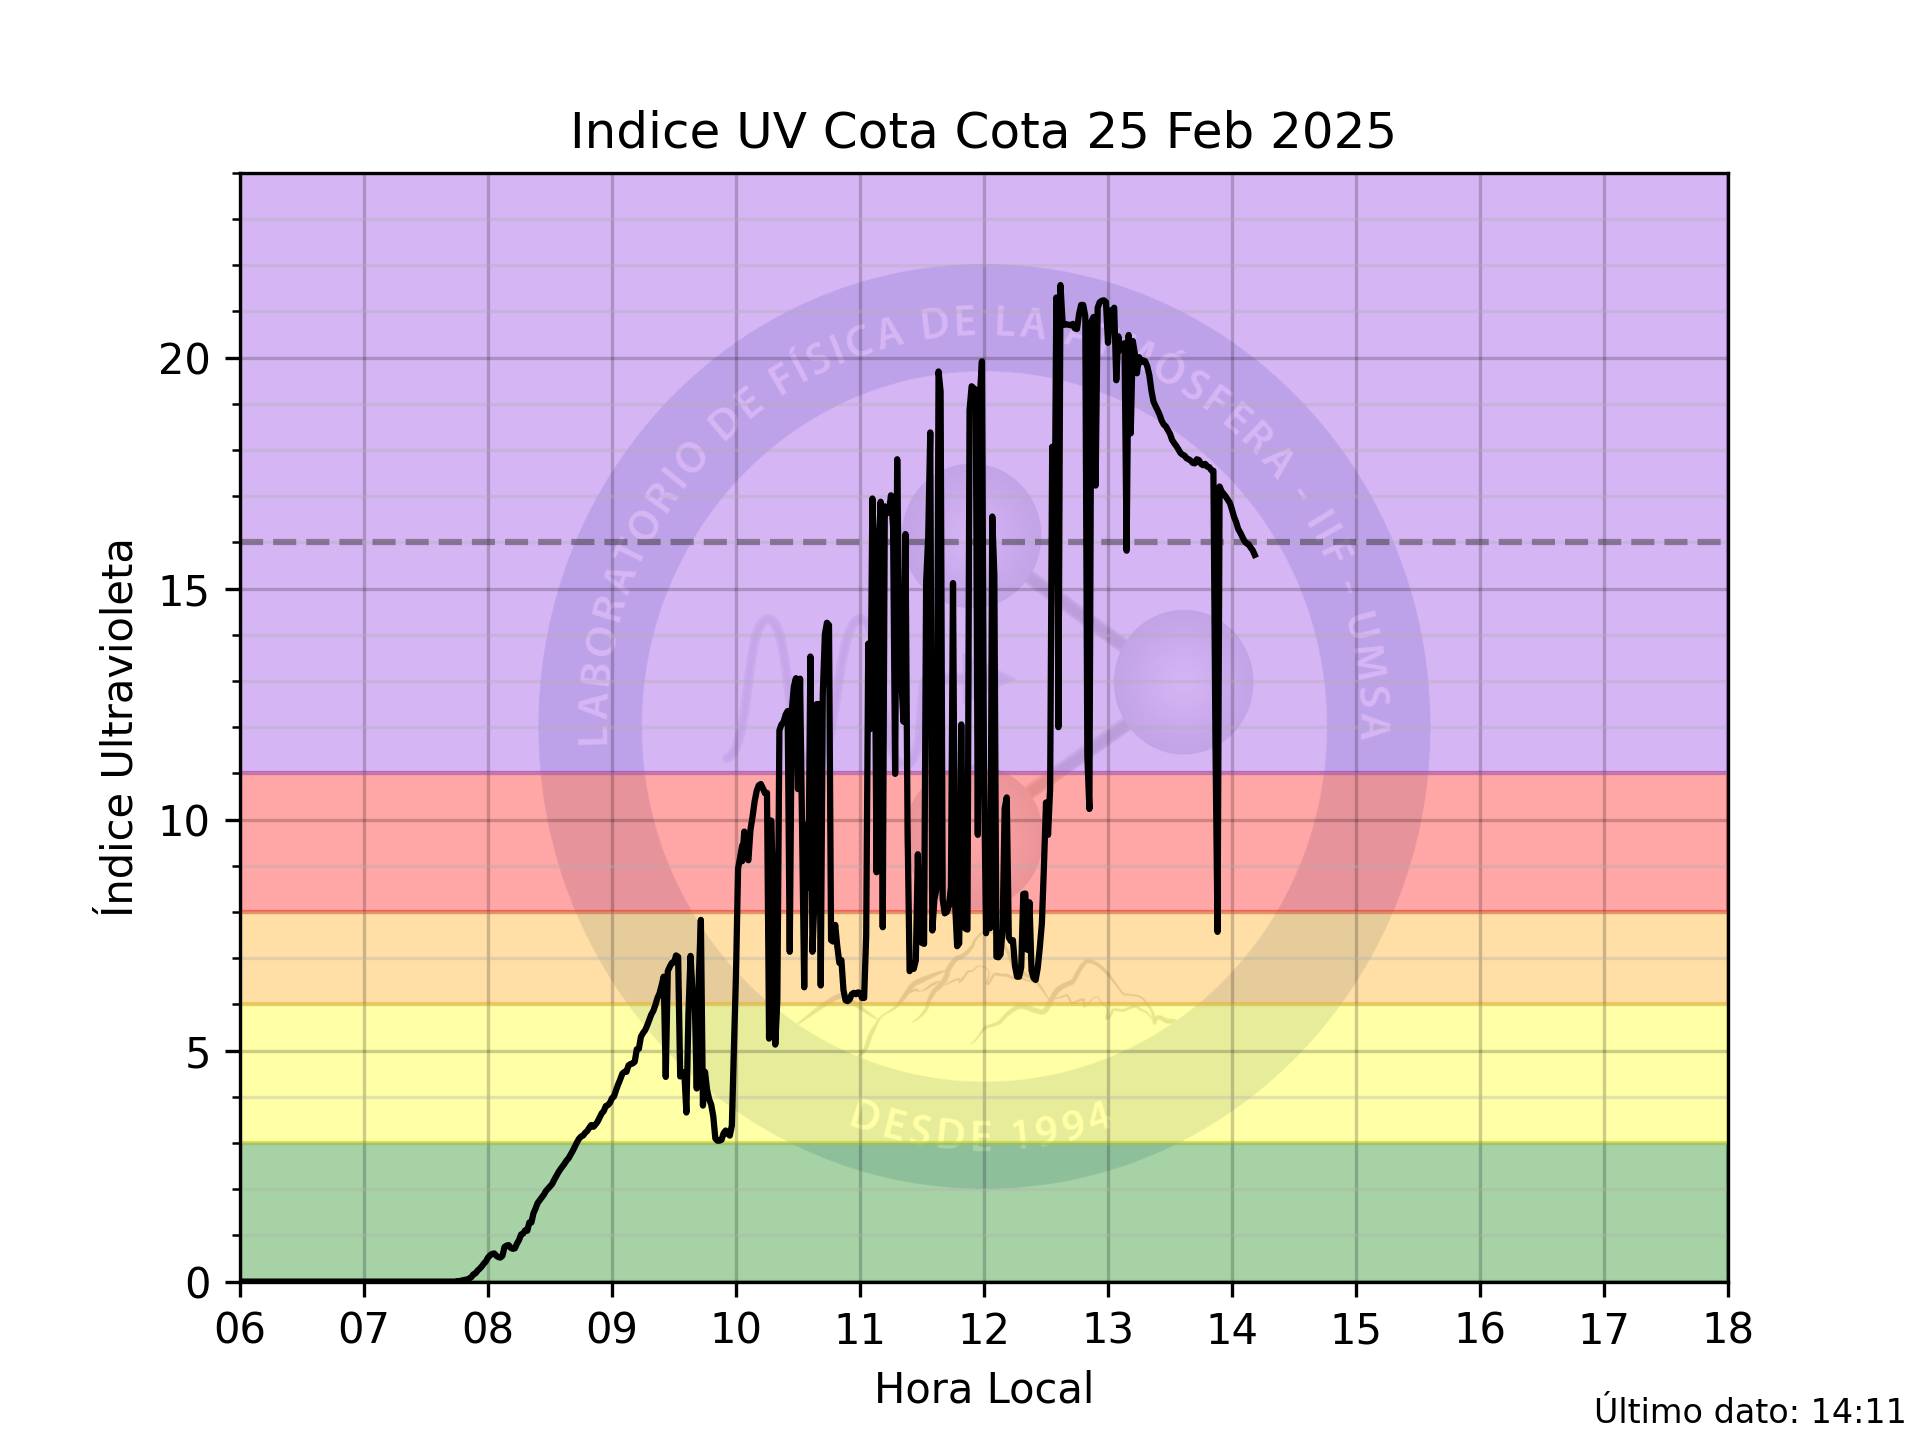 Indice UV Cota Cota 25 Feb 2025
Índice Ultravioleta
20
15
10
5
0
LABORATORIO DE FÍSICA DE LA ATMÓSFERA - IIF - UMSA
DESDE 1994
06 07 08 09 10 11 12 13 14 15 16 17 18
Hora Local
Último dato: 14:11